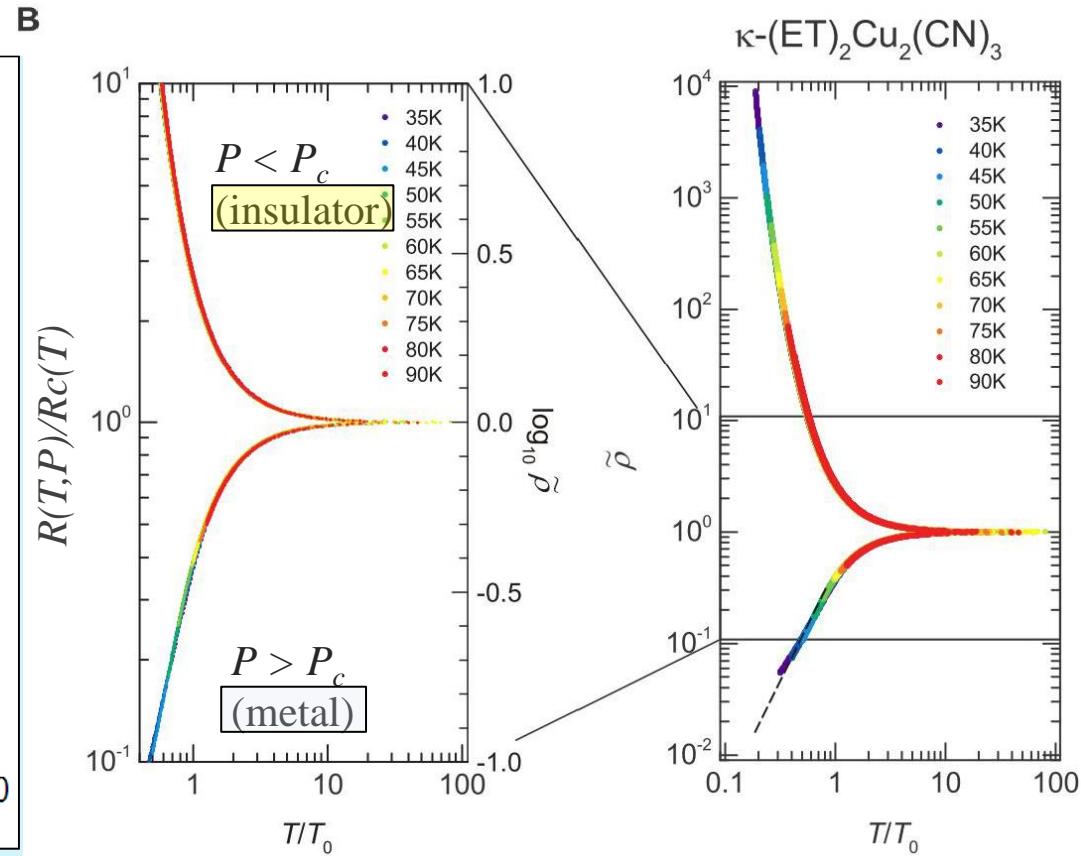 B
κ-(ET)₂Cu₂(CN)₃
10¹
10⁰
10⁻¹
R(T,P)/Rc(T)
P < P_c
(insulator)
P > P_c
(metal)
35K
40K
45K
50K
55K
60K
65K
70K
75K
80K
90K
1.0
0.5
0.0
-0.5
-1.0
log₁₀ ρ̃
1
10
100
T/T₀
0
ρ̃
10⁴
10³
10²
10¹
10⁰
10⁻¹
10⁻²
35K
40K
45K
50K
55K
60K
65K
70K
75K
80K
90K
0.1
1
10
100
T/T₀